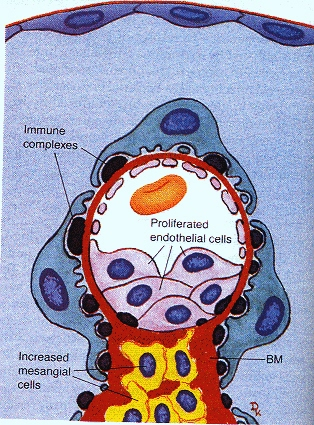 Immune
complexes
Proliferated
endothelial cells
Increased
mesangial
cells
BM